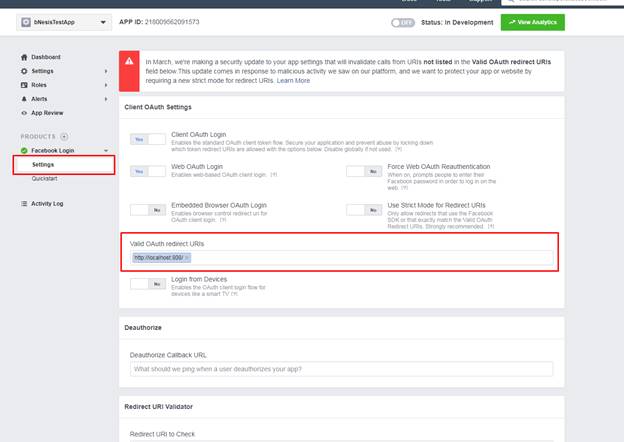 bNesisTestApp
APP ID: 218009562091573
OFF
Status: In Development
View Analytics
Dashboard
Settings
Roles
Alerts
App Review
PRODUCTS
Facebook Login
Settings
Quickstart
Activity Log
In March, we're making a security update to your app settings that will invalidate calls from URIs not listed in the Valid OAuth redirect URIs
field below.This update comes in response to malicious activity we saw on our platform, and we want to protect your app or website by
requiring a new strict mode for redirect URIs. Learn More
Client OAuth Settings
Yes
Client OAuth Login
Enables the standard OAuth client token flow. Secure your application and prevent abuse by locking down
which token redirect URIs are allowed with the options below. Disable globally if not used. [?]
Yes
Web OAuth Login
Enables web-based OAuth client login. [?]
No
Force Web OAuth Reauthentication
When on, prompts people to enter their
Facebook password in order to log in on the
web. [?]
No
Embedded Browser OAuth Login
Enables browser control redirect uri for
OAuth client login. [?]
No
Use Strict Mode for Redirect URIs
Only allow redirects that use the Facebook
SDK or that exactly match the Valid OAuth
Redirect URIs. Strongly recommended. [?]
Valid OAuth redirect URIs
No
Login from Devices
Enables the OAuth client login flow for
devices like a smart TV [?]
Deauthorize
Deauthorize Callback URL
What should we ping when a user deauthorizes your app?
Redirect URI Validator
Redirect URI to Check